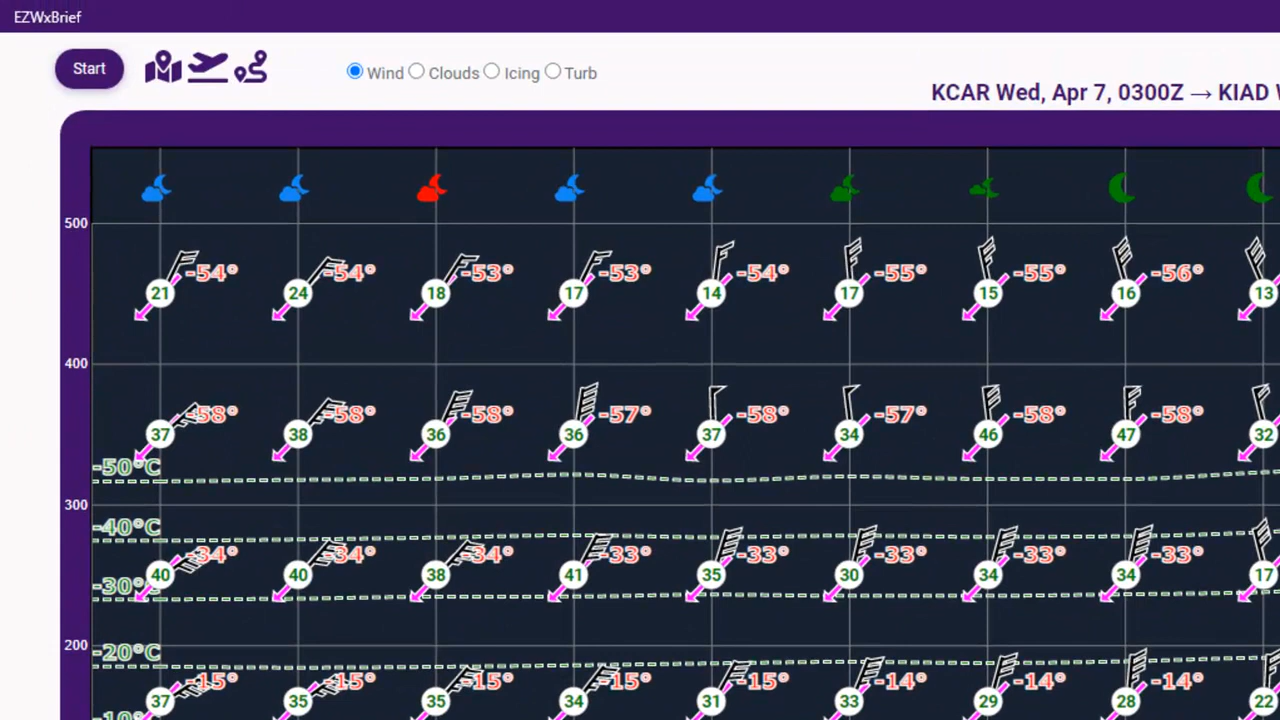 EZWxBrief
Start
Wind Clouds Icing Turb
KCAR Wed, Apr 7, 0300Z → KIAD
500
-54° -54° -53° -53° -54° -55° -55° -56°
21 24 18 17 14 17 15 16 13
400
-58° -58° -58° -57° -58° -57° -58° -58°
37 38 36 36 37 34 46 47 32
-50°C
300
-40°C
-34° -34° -34° -33° -33° -33° -33° -33°
40 40 38 41 35 30 34 34 17
-30°C
200
-20°C
-15° -15° -15° -15° -15° -14° -14° -14°
37 35 35 34 31 33 29 28 22